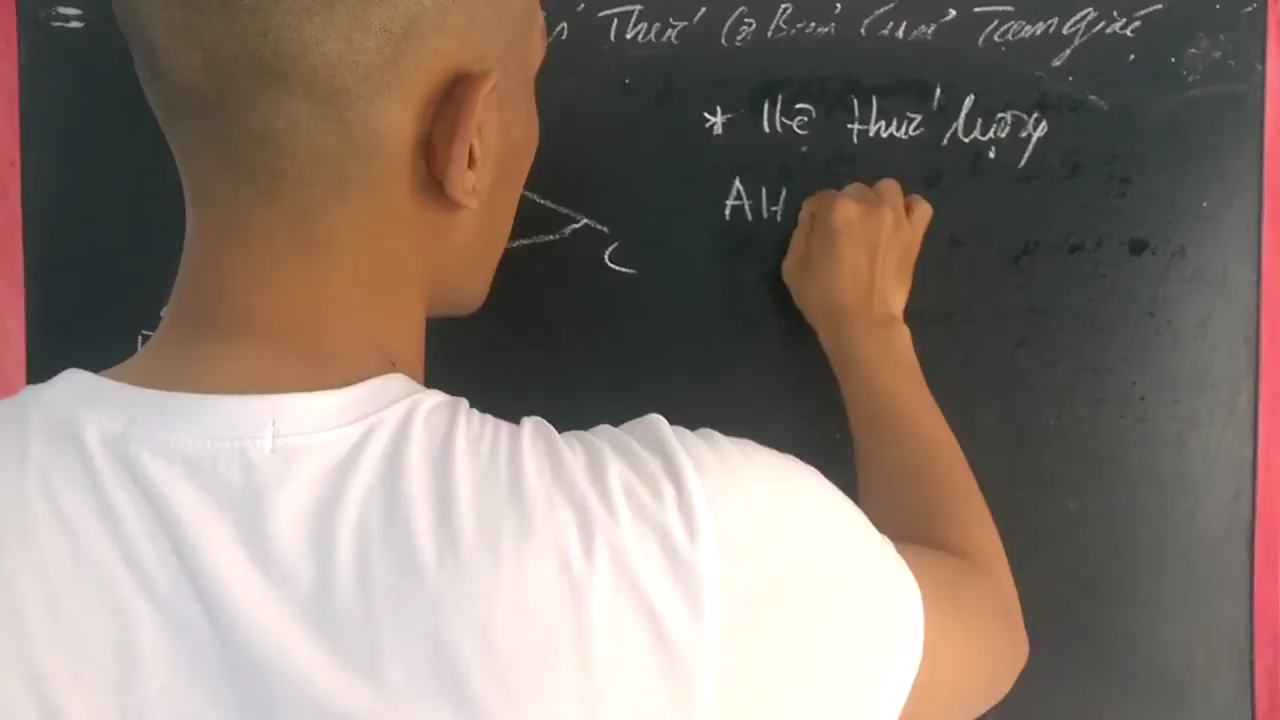 = Thức Cơ Bản Của Tam giác
* Hệ thức lượng
AH
C